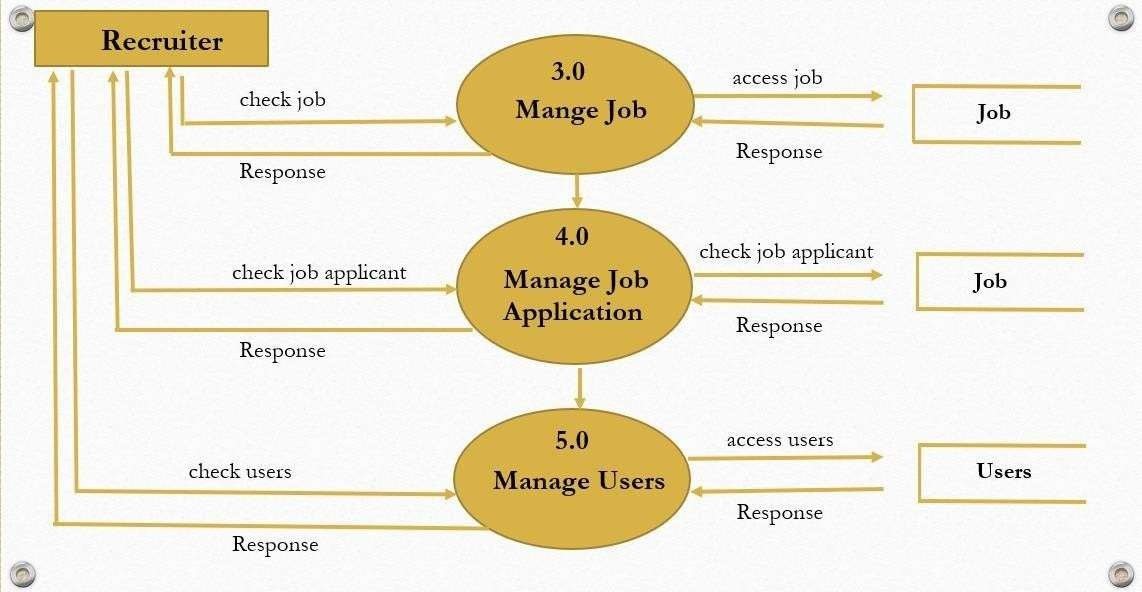 Recruiter
3.0
Mange Job
check job
access job
Job
Response
Response
4.0
Manage Job
Application
check job applicant
check job applicant
Job
Response
Response
5.0
Manage Users
check users
access users
Users
Response
Response